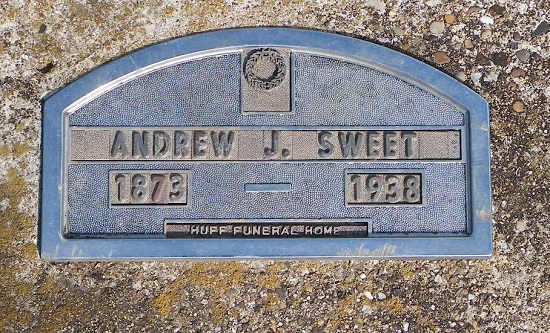 ANDREW J. SWEET
1873 — 1938
HUFF FUNERAL HOME